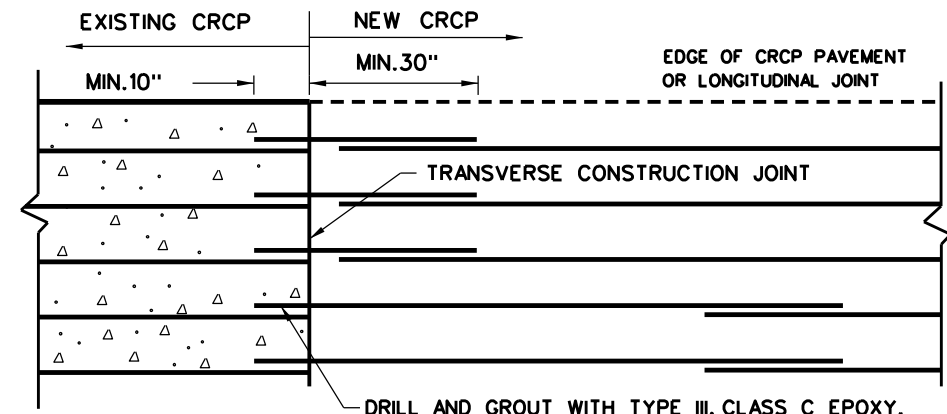 EXISTING CRCP
NEW CRCP
MIN.10"
MIN.30"
EDGE OF CRCP PAVEMENT
OR LONGITUDINAL JOINT
TRANSVERSE CONSTRUCTION JOINT
DRILL AND GROUT WITH TYPE III, CLASS C EPOXY.